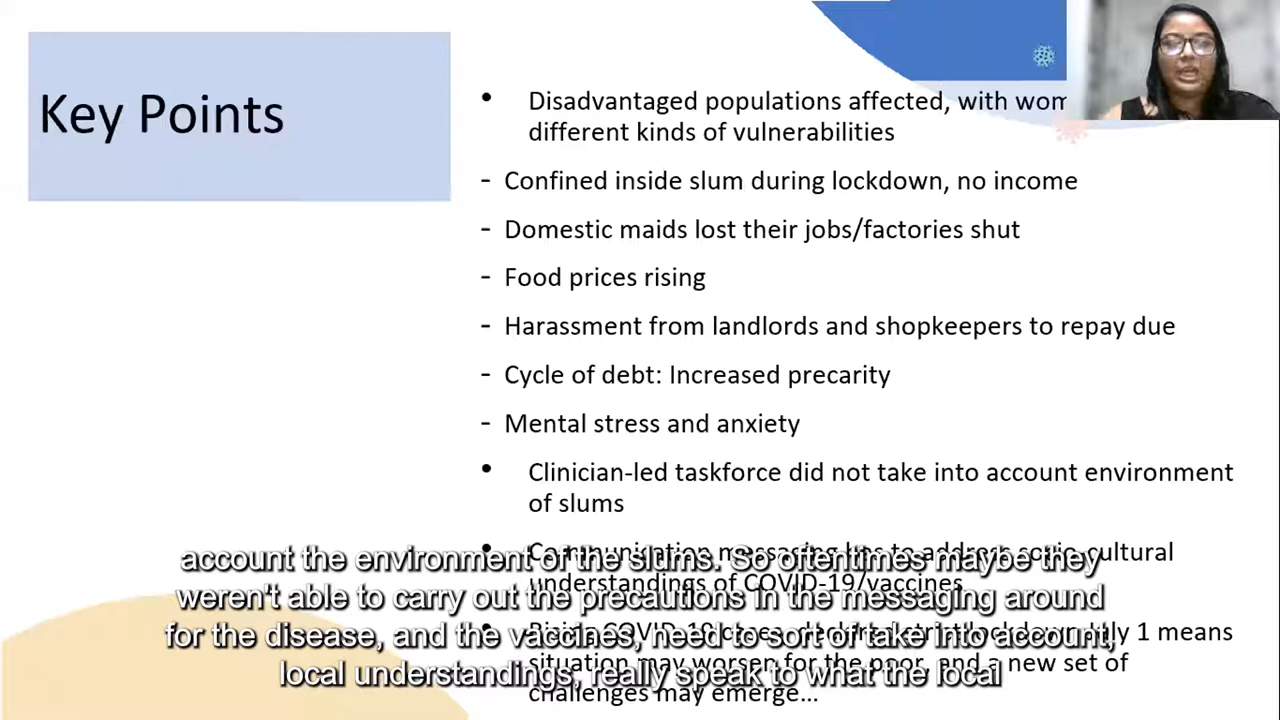 Key Points
• Disadvantaged populations affected, with
different kinds of vulnerabilities
- Confined inside slum during lockdown, no income
- Domestic maids lost their jobs/factories shut
- Food prices rising
- Harassment from landlords and shopkeepers to repay due
- Cycle of debt: Increased precarity
- Mental stress and anxiety
• Clinician-led taskforce did not take into account environment
of slums
• Communication messaging has to address socio-cultural
understandings of COVID-19/vaccines
• COVID-19 cases, lockdown July 1 means
situation may worsen for the poor, and a new set of
challenges may emerge...
account the environment of the slums. So oftentimes maybe they
weren't able to carry out the precautions in the messaging around
for the disease, and the vaccines, need to sort of take into account,
local understandings, really speak to what the local